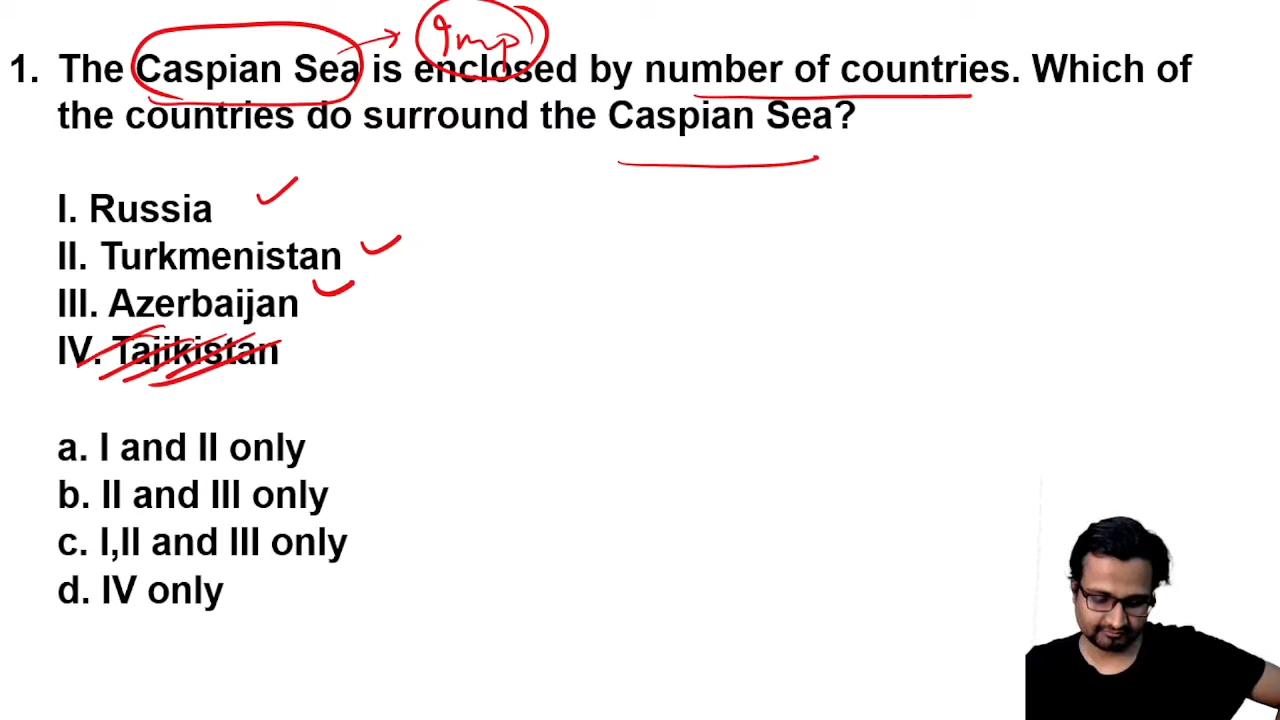 Imp
1. The Caspian Sea is enclosed by number of countries. Which of
the countries do surround the Caspian Sea?
I. Russia
II. Turkmenistan
III. Azerbaijan
IV. Tajikistan
a. I and II only
b. II and III only
c. I,II and III only
d. IV only